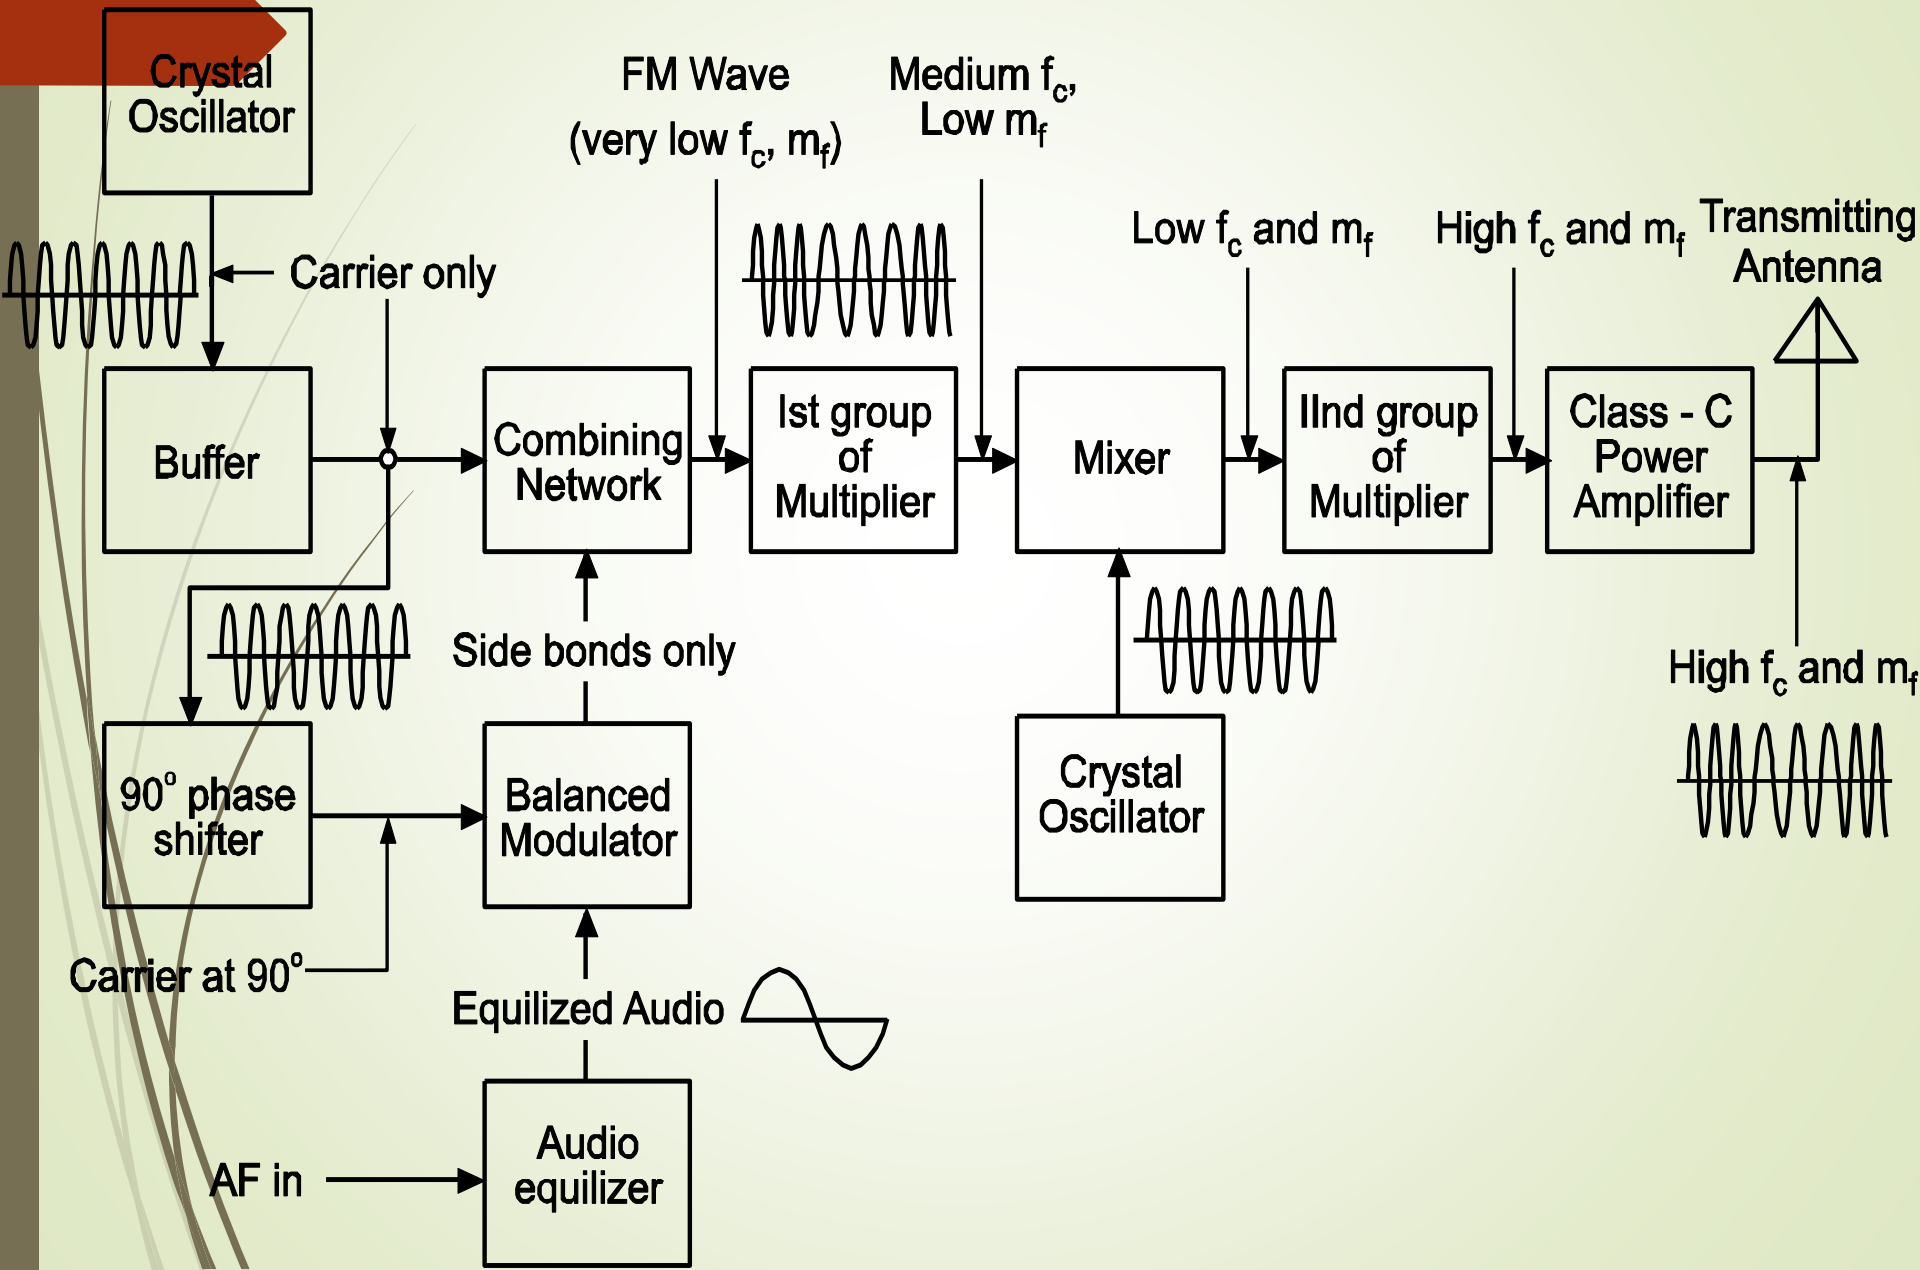 Crystal
Oscillator
FM Wave
(very low fc, mf)
Medium fc,
Low mf
Carrier only
Low fc and mf
High fc and mf
Transmitting
Antenna
Buffer
Combining
Network
Ist group
of
Multiplier
Mixer
IInd group
of
Multiplier
Class - C
Power
Amplifier
Side bonds only
High fc and mf
90o phase
shifter
Balanced
Modulator
Crystal
Oscillator
Carrier at 90o
Equilized Audio
AF in
Audio
equilizer